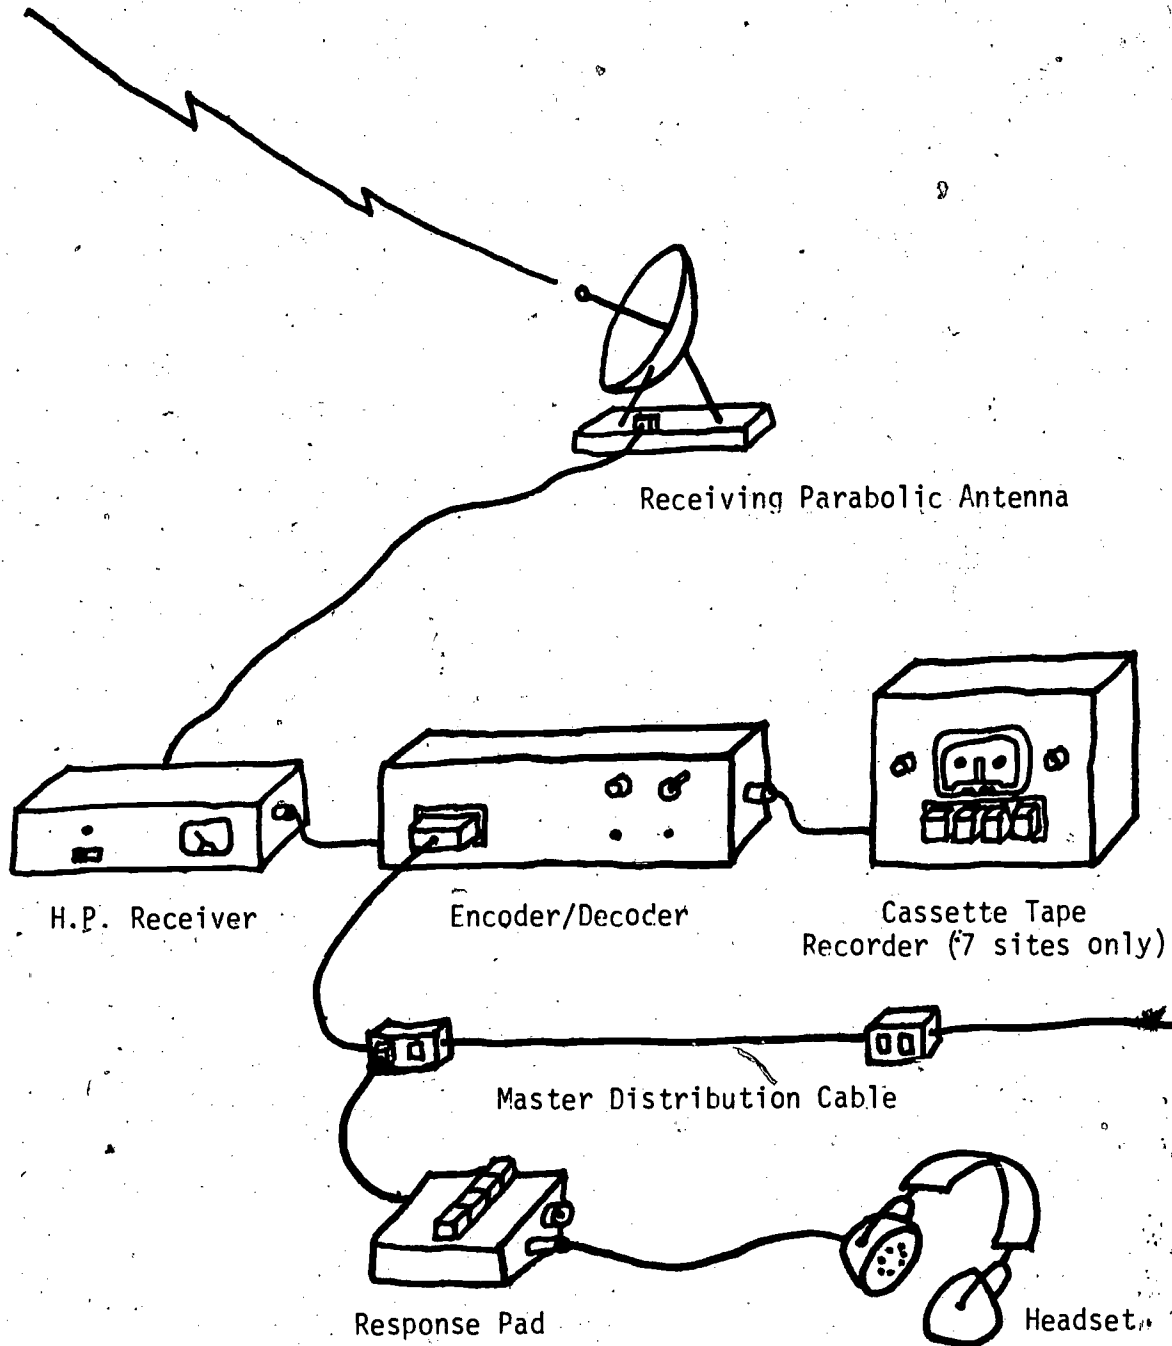 Receiving Parabolic Antenna
H.P. Receiver
Encoder/Decoder
Cassette Tape
Recorder (7 sites only)
Master Distribution Cable
Response Pad
Headset